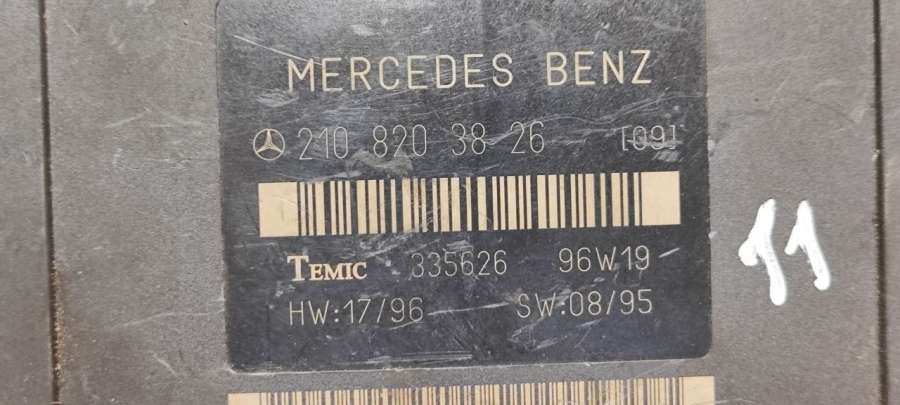 MERCEDES BENZ
210 820 38 26 [09]
TEMIC 335626 96W19
HW:17/96 SW:08/95
11